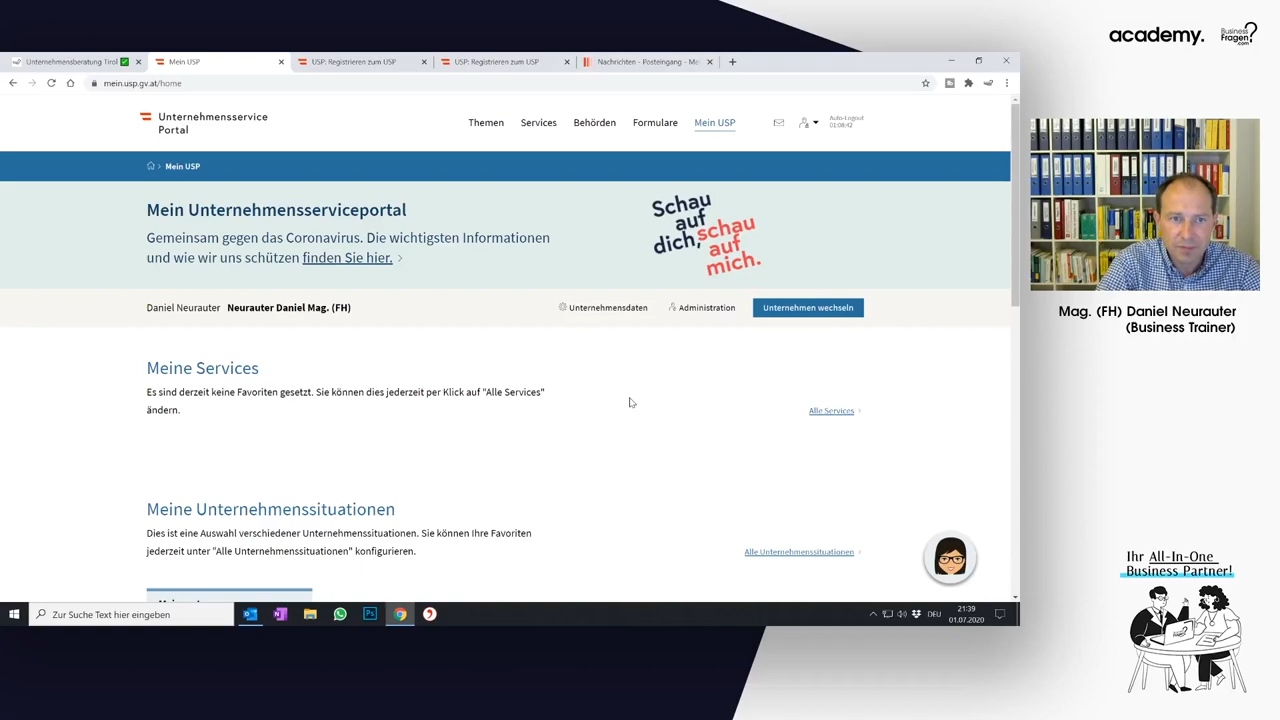 academy.
Business
Fragen
.com
Unternehmensberatung Tirol
Mein USP
USP: Registrieren zum USP
USP: Registrieren zum USP
Nachrichten - Posteingang - Me
mein.usp.gv.at/home
Unternehmensservice
Portal
Themen
Services
Behörden
Formulare
Mein USP
Auto-Logout
01:08:42
Mein USP
Mein Unternehmensserviceportal
Gemeinsam gegen das Coronavirus. Die wichtigsten Informationen
und wie wir uns schützen finden Sie hier.
Schau
auf
dich, schau
auf
mich.
Daniel Neurauter Neurauter Daniel Mag. (FH)
Unternehmensdaten
Administration
Unternehmen wechseln
Meine Services
Es sind derzeit keine Favoriten gesetzt. Sie können dies jederzeit per Klick auf "Alle Services"
ändern.
Alle Services
Meine Unternehmenssituationen
Dies ist eine Auswahl verschiedener Unternehmenssituationen. Sie können Ihre Favoriten
jederzeit unter "Alle Unternehmenssituationen" konfigurieren.
Alle Unternehmenssituationen
Zur Suche Text hier eingeben
DEU
21:39
01.07.2020
Mag. (FH) Daniel Neurauter
(Business Trainer)
Ihr All-In-One
Business Partner!